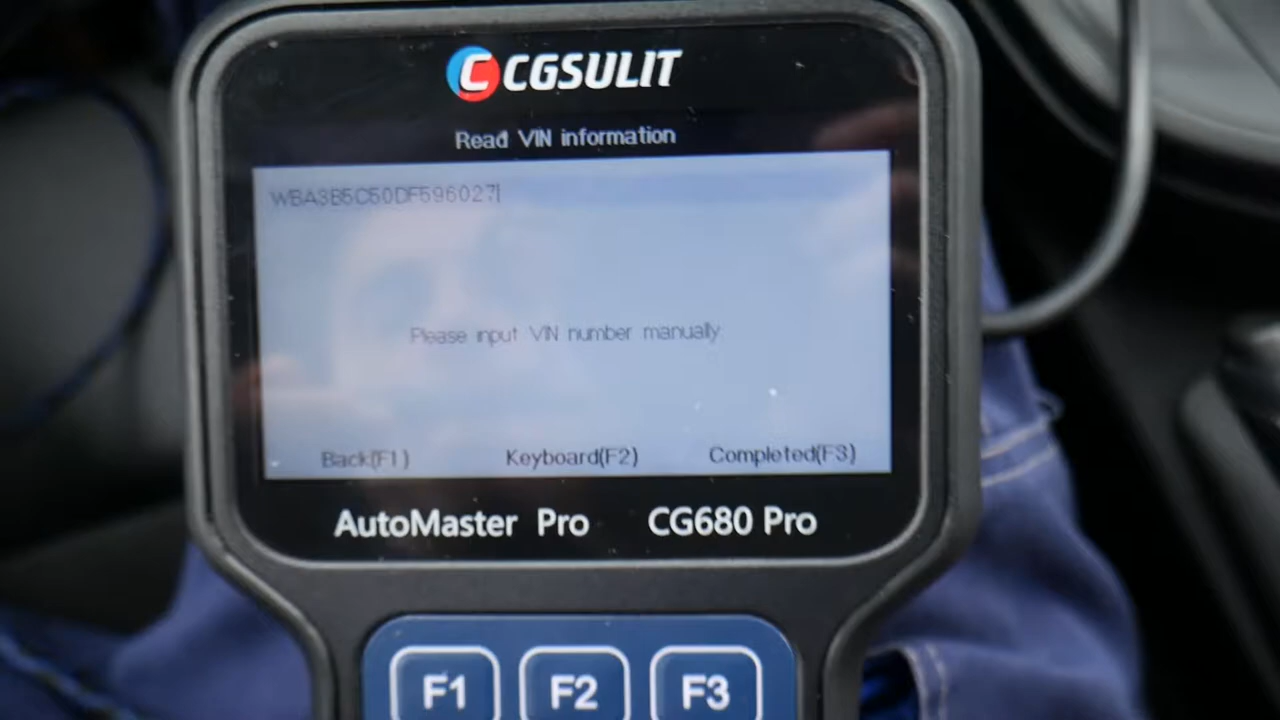 CGSULIT
Read VIN information
WBA3B5C50DF596027
Please input VIN number manually
Back(F1) Keyboard(F2) Completed(F3)
AutoMaster Pro CG680 Pro
F1 F2 F3